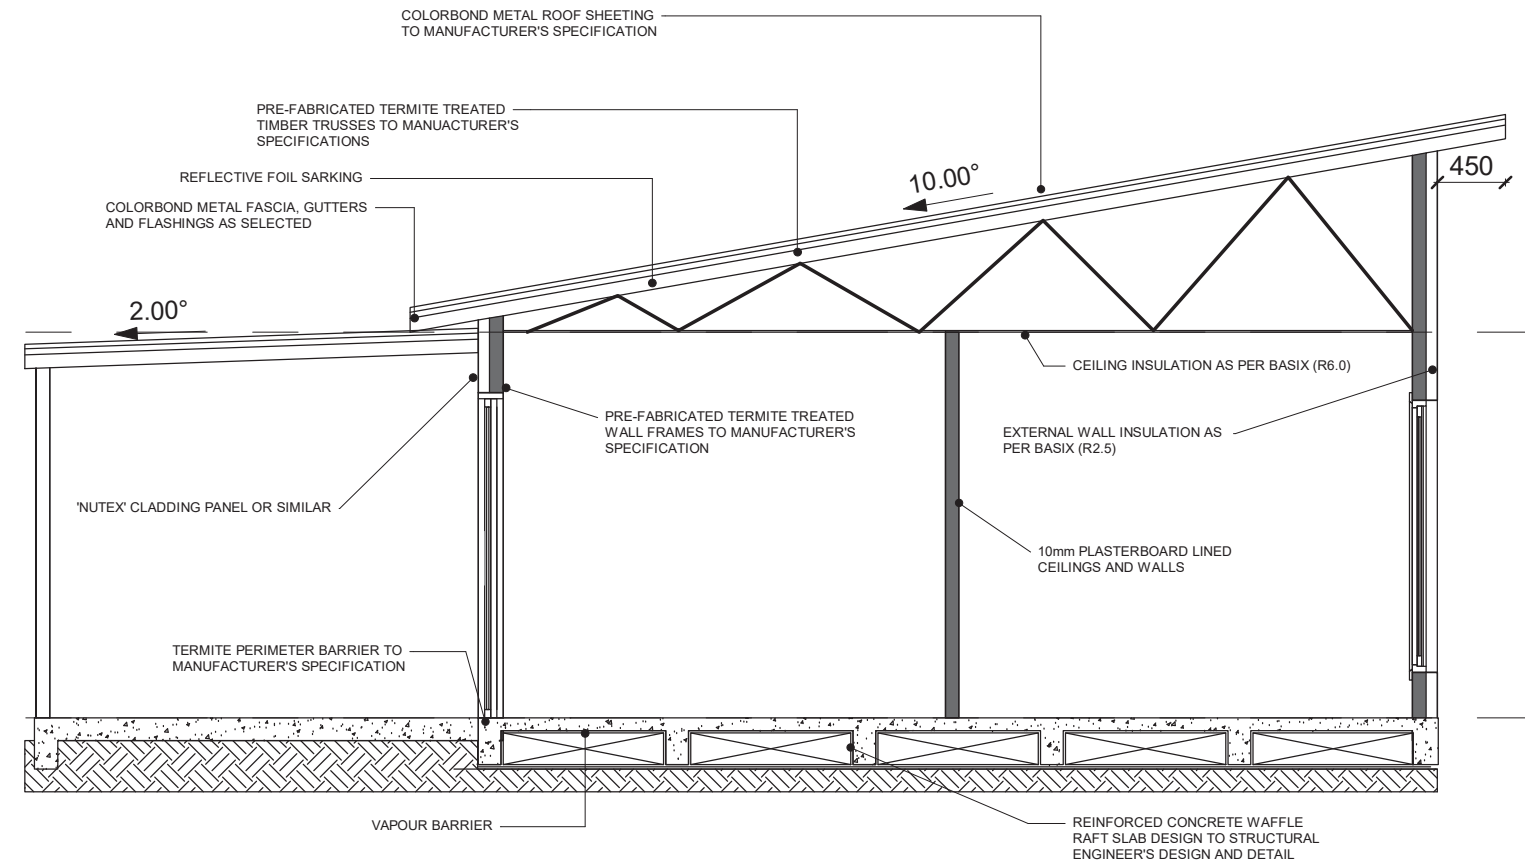 COLORBOND METAL ROOF SHEETING
TO MANUFACTURER'S SPECIFICATION
PRE-FABRICATED TERMITE TREATED
TIMBER TRUSSES TO MANUACTURER'S
SPECIFICATIONS
REFLECTIVE FOIL SARKING
COLORBOND METAL FASCIA, GUTTERS
AND FLASHINGS AS SELECTED
10.00°
450
2.00°
CEILING INSULATION AS PER BASIX (R6.0)
PRE-FABRICATED TERMITE TREATED
WALL FRAMES TO MANUFACTURER'S
SPECIFICATION
EXTERNAL WALL INSULATION AS
PER BASIX (R2.5)
'NUTEX' CLADDING PANEL OR SIMILAR
10mm PLASTERBOARD LINED
CEILINGS AND WALLS
TERMITE PERIMETER BARRIER TO
MANUFACTURER'S SPECIFICATION
VAPOUR BARRIER
REINFORCED CONCRETE WAFFLE
RAFT SLAB DESIGN TO STRUCTURAL
ENGINEER'S DESIGN AND DETAIL